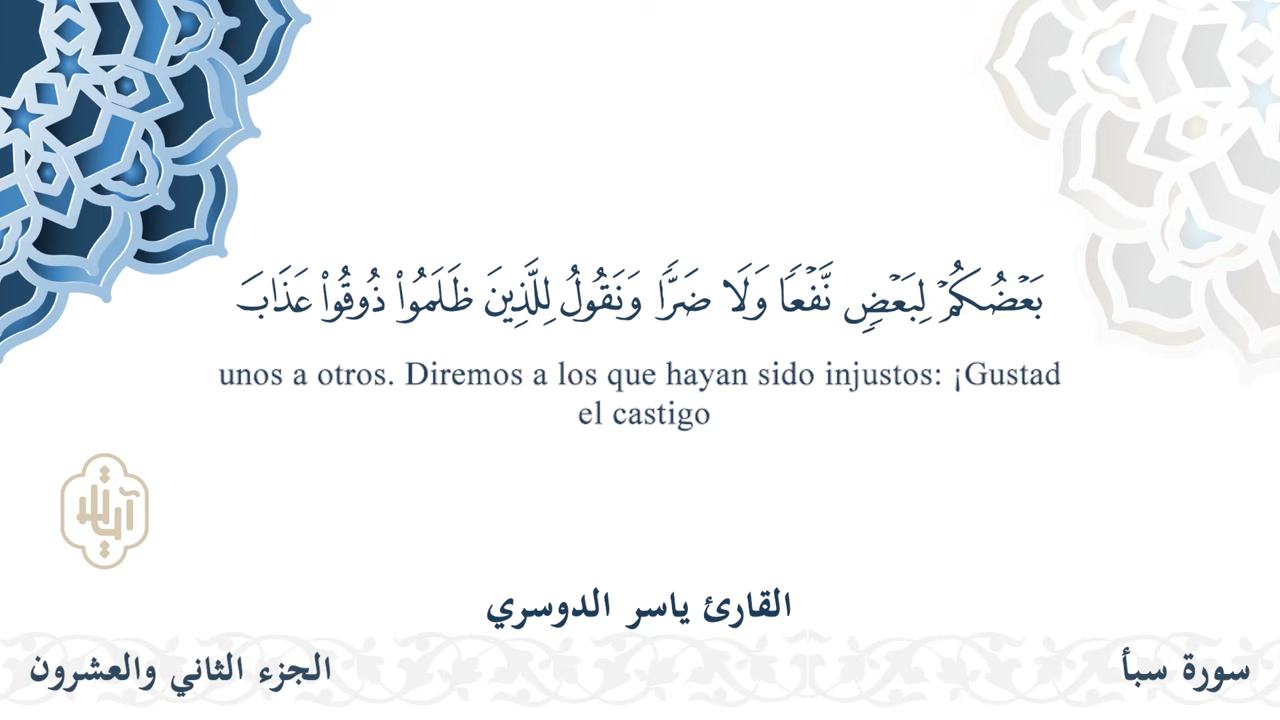 بَعۡضُكُمۡ لِبَعۡضٖ نَّفۡعٗا وَلَا ضَرّٗا وَنَقُولُ لِلَّذِينَ ظَلَمُواْ ذُوقُواْ عَذَابَ
unos a otros. Diremos a los que hayan sido injustos: ¡Gustad
el castigo
القارئ ياسر الدوسري
سورة سبأ
الجزء الثاني والعشرون